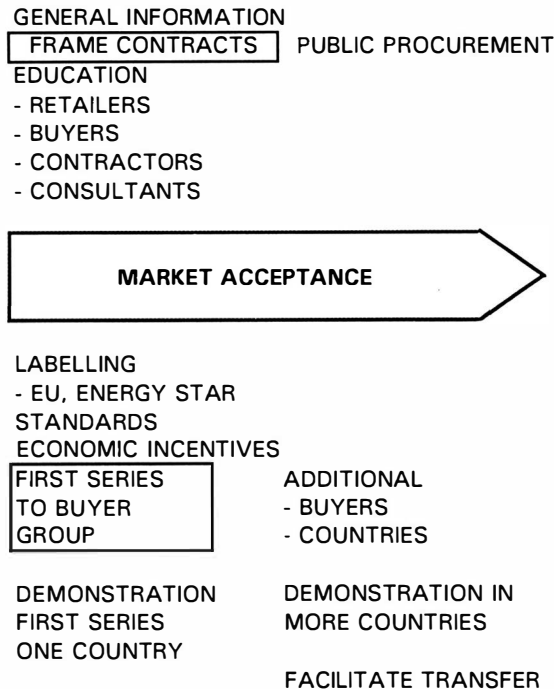 GENERAL INFORMATION
FRAME CONTRACTS PUBLIC PROCUREMENT
EDUCATION
- RETAILERS
- BUYERS
- CONTRACTORS
- CONSULTANTS
MARKET ACCEPTANCE
LABELLING
- EU, ENERGY STAR
STANDARDS
ECONOMIC INCENTIVES
FIRST SERIES ADDITIONAL
TO BUYER - BUYERS
GROUP - COUNTRIES
DEMONSTRATION DEMONSTRATION IN
FIRST SERIES MORE COUNTRIES
ONE COUNTRY
FACILITATE TRANSFER